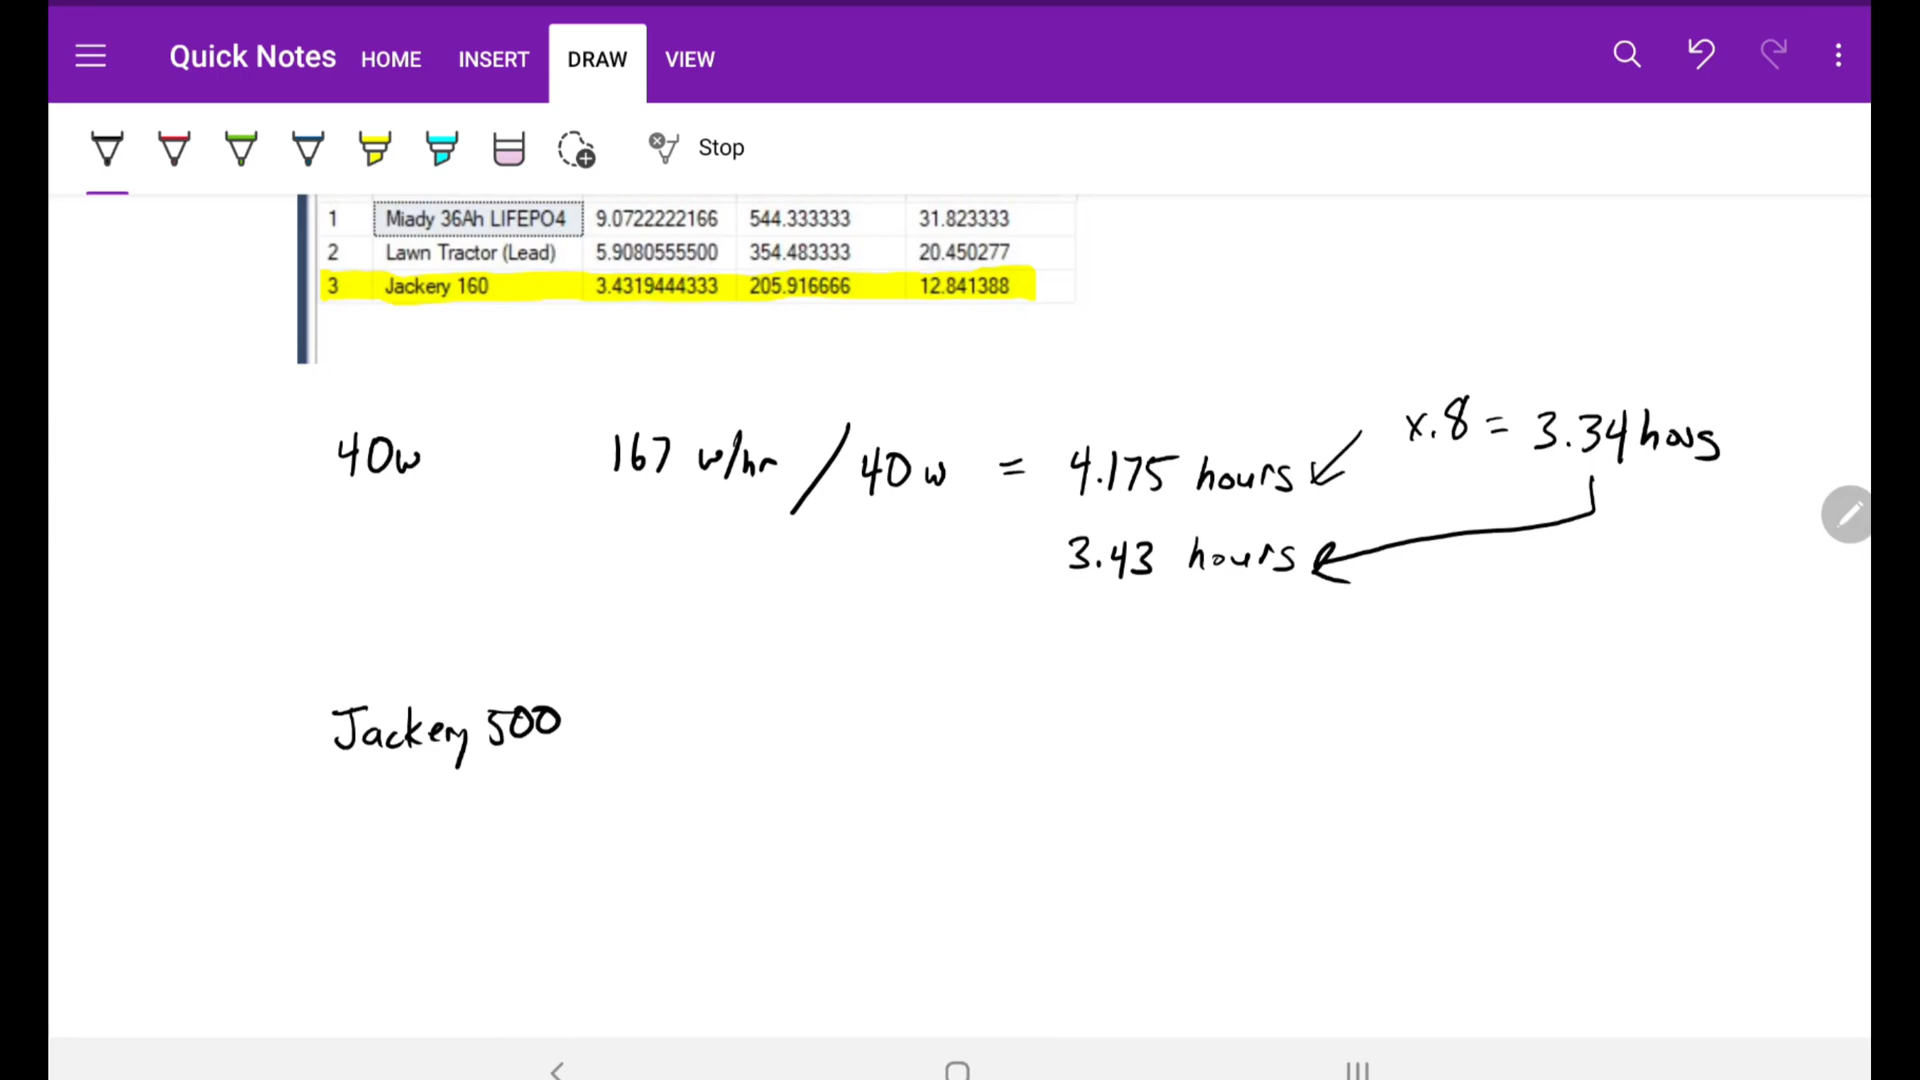 Quick Notes HOME INSERT DRAW VIEW
Stop
1 Miady 36Ah LIFEPO4 9.0722222166 544.333333 31.823333
2 Lawn Tractor (Lead) 5.9080555500 354.483333 20.450277
3 Jackery 160 3.4319444333 205.916666 12.841388
x.8 = 3.34 hours
40w 167 w/hr / 40 w = 4.175 hours
3.43 hours
Jackery 500